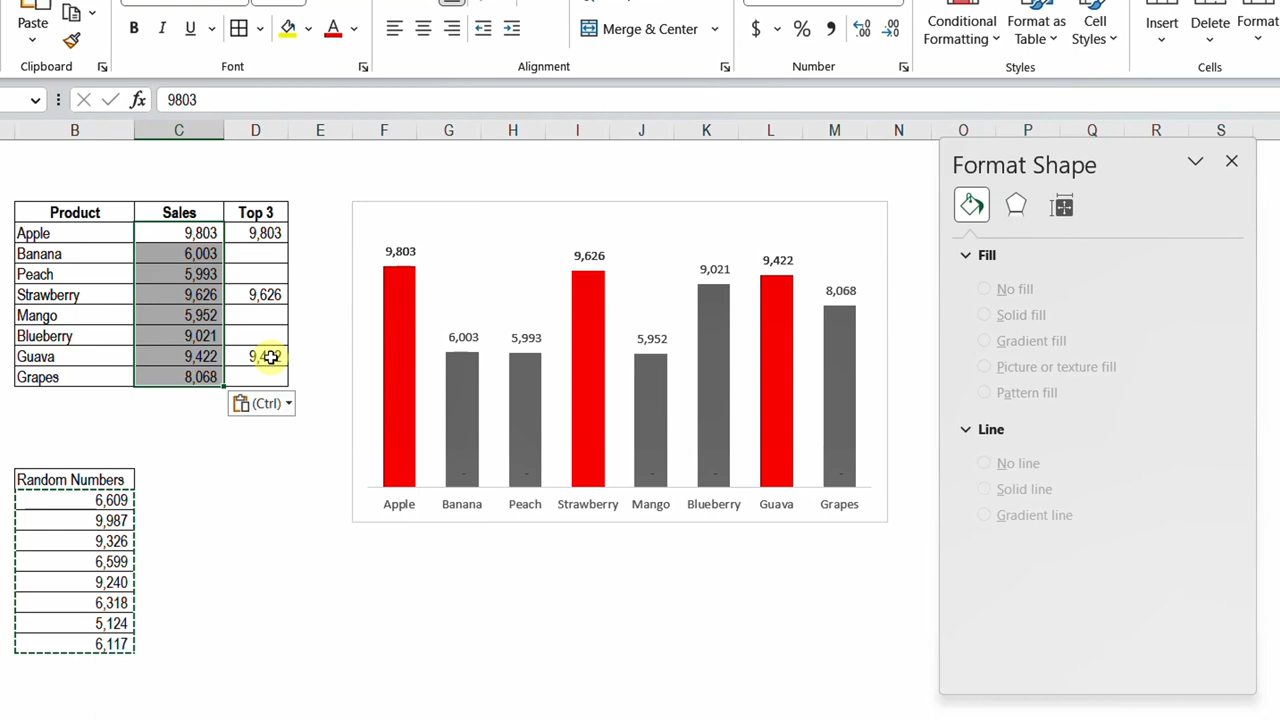 Paste
B I U A
Merge & Center
$ %
Conditional Formatting
Format as Table
Cell Styles
Insert
Delete
Format
Clipboard
Font
Alignment
Number
Styles
Cells
fx 9803
B C D E F G H I J K L M N O P Q R S
Product Sales Top 3
Apple 9,803 9,803
Banana 6,003
Peach 5,993
Strawberry 9,626 9,626
Mango 5,952
Blueberry 9,021
Guava 9,422
Grapes 8,068
(Ctrl)
Random Numbers
6,609
9,987
9,326
6,599
9,240
6,318
5,124
6,117
9,803 6,003 5,993 9,626 5,952 9,021 9,422 8,068
- - - - -
Apple Banana Peach Strawberry Mango Blueberry Guava Grapes
Format Shape
Fill
No fill
Solid fill
Gradient fill
Picture or texture fill
Pattern fill
Line
No line
Solid line
Gradient line